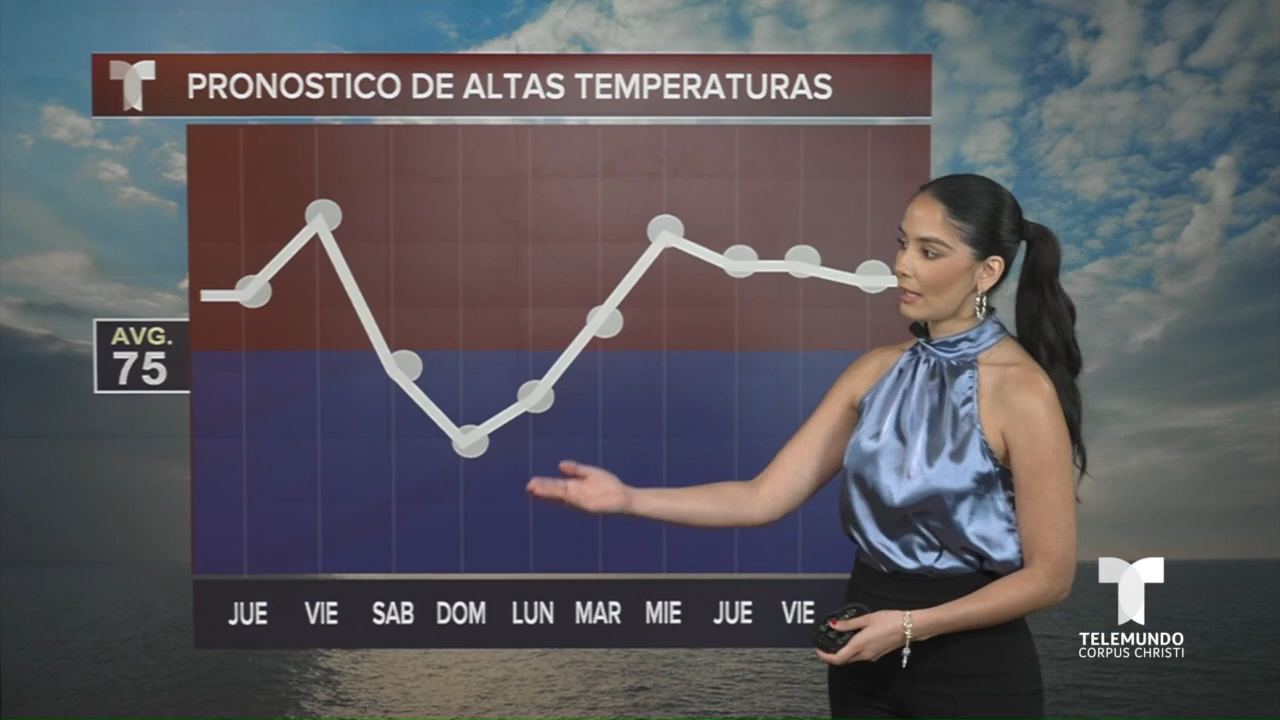 PRONOSTICO DE ALTAS TEMPERATURAS
AVG.
75
JUE VIE SAB DOM LUN MAR MIE JUE VIE
TELEMUNDO
CORPUS CHRISTI